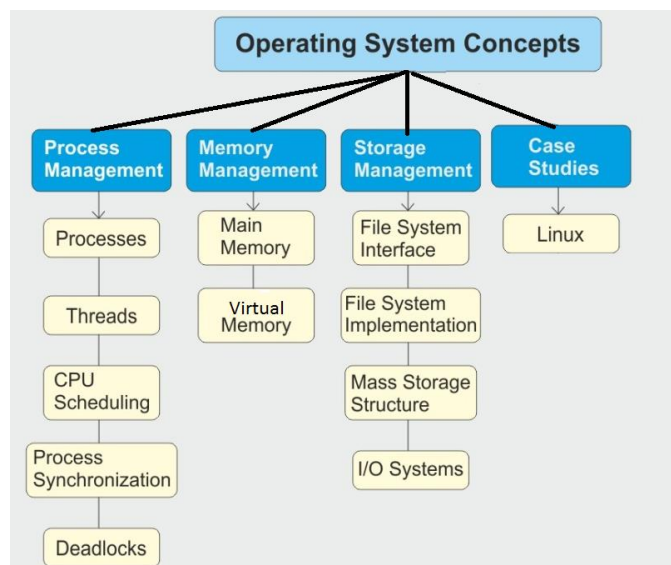 Operating System Concepts
Process
Management
Memory
Management
Storage
Management
Case
Studies
Processes
Threads
CPU
Scheduling
Process
Synchronization
Deadlocks
Main
Memory
Virtual
Memory
File System
Interface
File System
Implementation
Mass Storage
Structure
I/O Systems
Linux